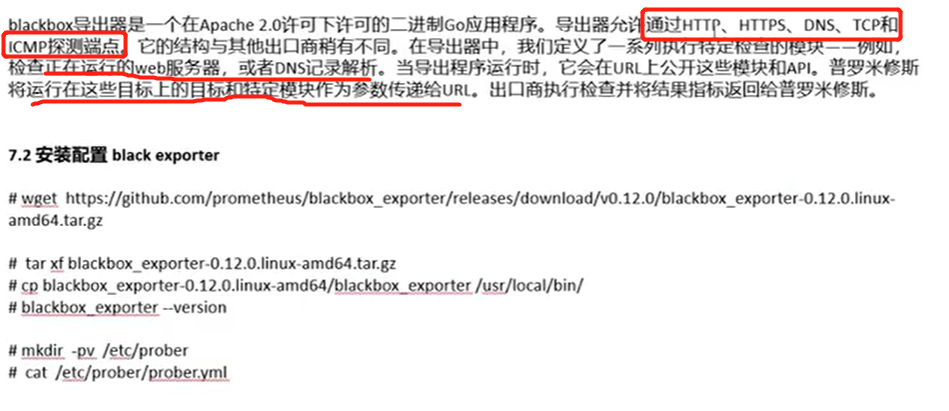 blackbox导出器是一个在Apache 2.0许可下许可的二进制Go应用程序。导出器允许通过HTTP、HTTPS、DNS、TCP和
ICMP探测端点。它的结构与其他出口商稍有不同。在导出器中，我们定义了一系列执行特定检查的模块——例如，
检查正在运行的web服务器，或者DNS记录解析。当导出程序运行时，它会在URL上公开这些模块和API。普罗米修斯
将运行在这些目标上的目标和特定模块作为参数传递给URL。出口商执行检查并将结果指标返回给普罗米修斯。
7.2 安装配置 black exporter
# wget https://github.com/prometheus/blackbox_exporter/releases/download/v0.12.0/blackbox_exporter-0.12.0.linux-
amd64.tar.gz
# tar xf blackbox_exporter-0.12.0.linux-amd64.tar.gz
# cp blackbox_exporter-0.12.0.linux-amd64/blackbox_exporter /usr/local/bin/
# blackbox_exporter --version
# mkdir -pv /etc/prober
# cat /etc/prober/prober.yml